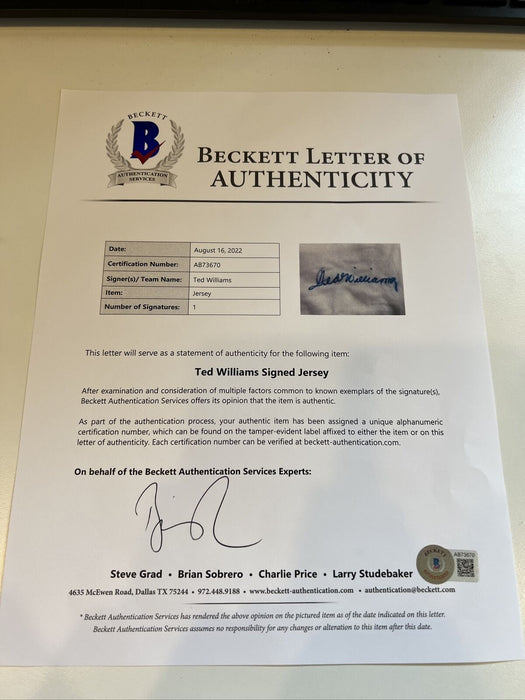 BECKETT
B
AUTHENTICATION
SERVICES
BECKETT LETTER OF
AUTHENTICITY
Date: August 16, 2022
Certification Number: AB73670
Signer(s)/ Team Name: Ted Williams
Item: Jersey
Number of Signatures: 1
Ted Williams
This letter will serve as a statement of authenticity for the following item:
Ted Williams Signed Jersey
After examination and consideration of multiple factors common to known exemplars of the signature(s),
Beckett Authentication Services offers its opinion that the item is authentic.
As part of the authentication process, your authentic item has been assigned a unique alphanumeric
certification number, which can be found on the tamper-evident label affixed to either the item or on this
letter of authenticity. Each certification number can be verified at beckett-authentication.com.
On behalf of the Beckett Authentication Services Experts:
BECKETT
B
AB73670
Steve Grad • Brian Sobrero • Charlie Price • Larry Studebaker
4635 McEwen Road, Dallas TX 75244 • 972.448.9188 • www.beckett-authentication.com • authentication@beckett.com
* Beckett Authentication Services has rendered the above opinion on the pictured item as of the date indicated on this letter.
Beckett Authentication Services assumes no responsibility for any changes or alteration to this item after this date.